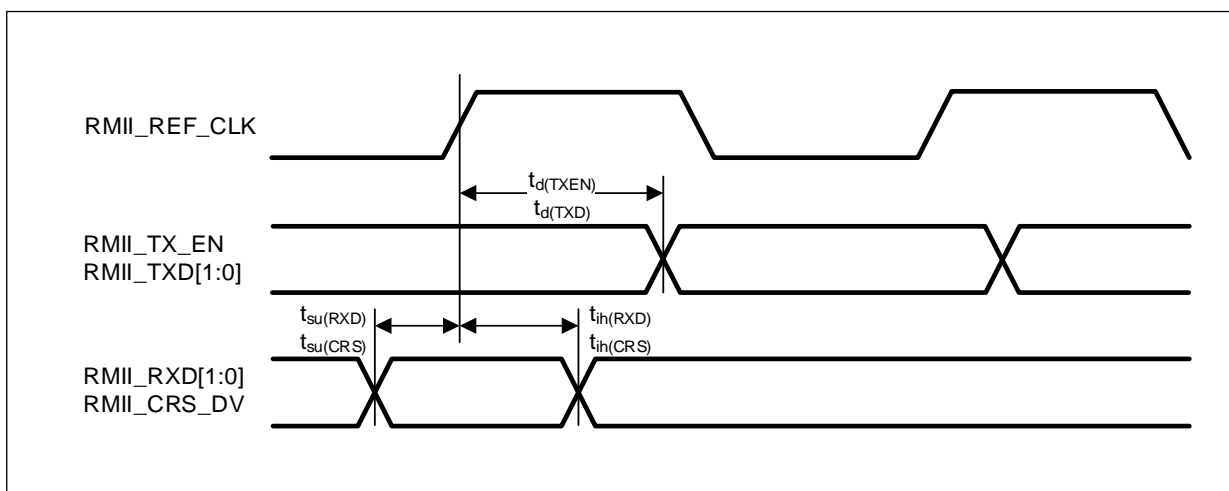 RMII_REF_CLK
td(TXEN)
td(TXD)
RMII_TX_EN
RMII_TXD[1:0]
tsu(RXD) tih(RXD)
tsu(CRS) tih(CRS)
RMII_RXD[1:0]
RMII_CRS_DV